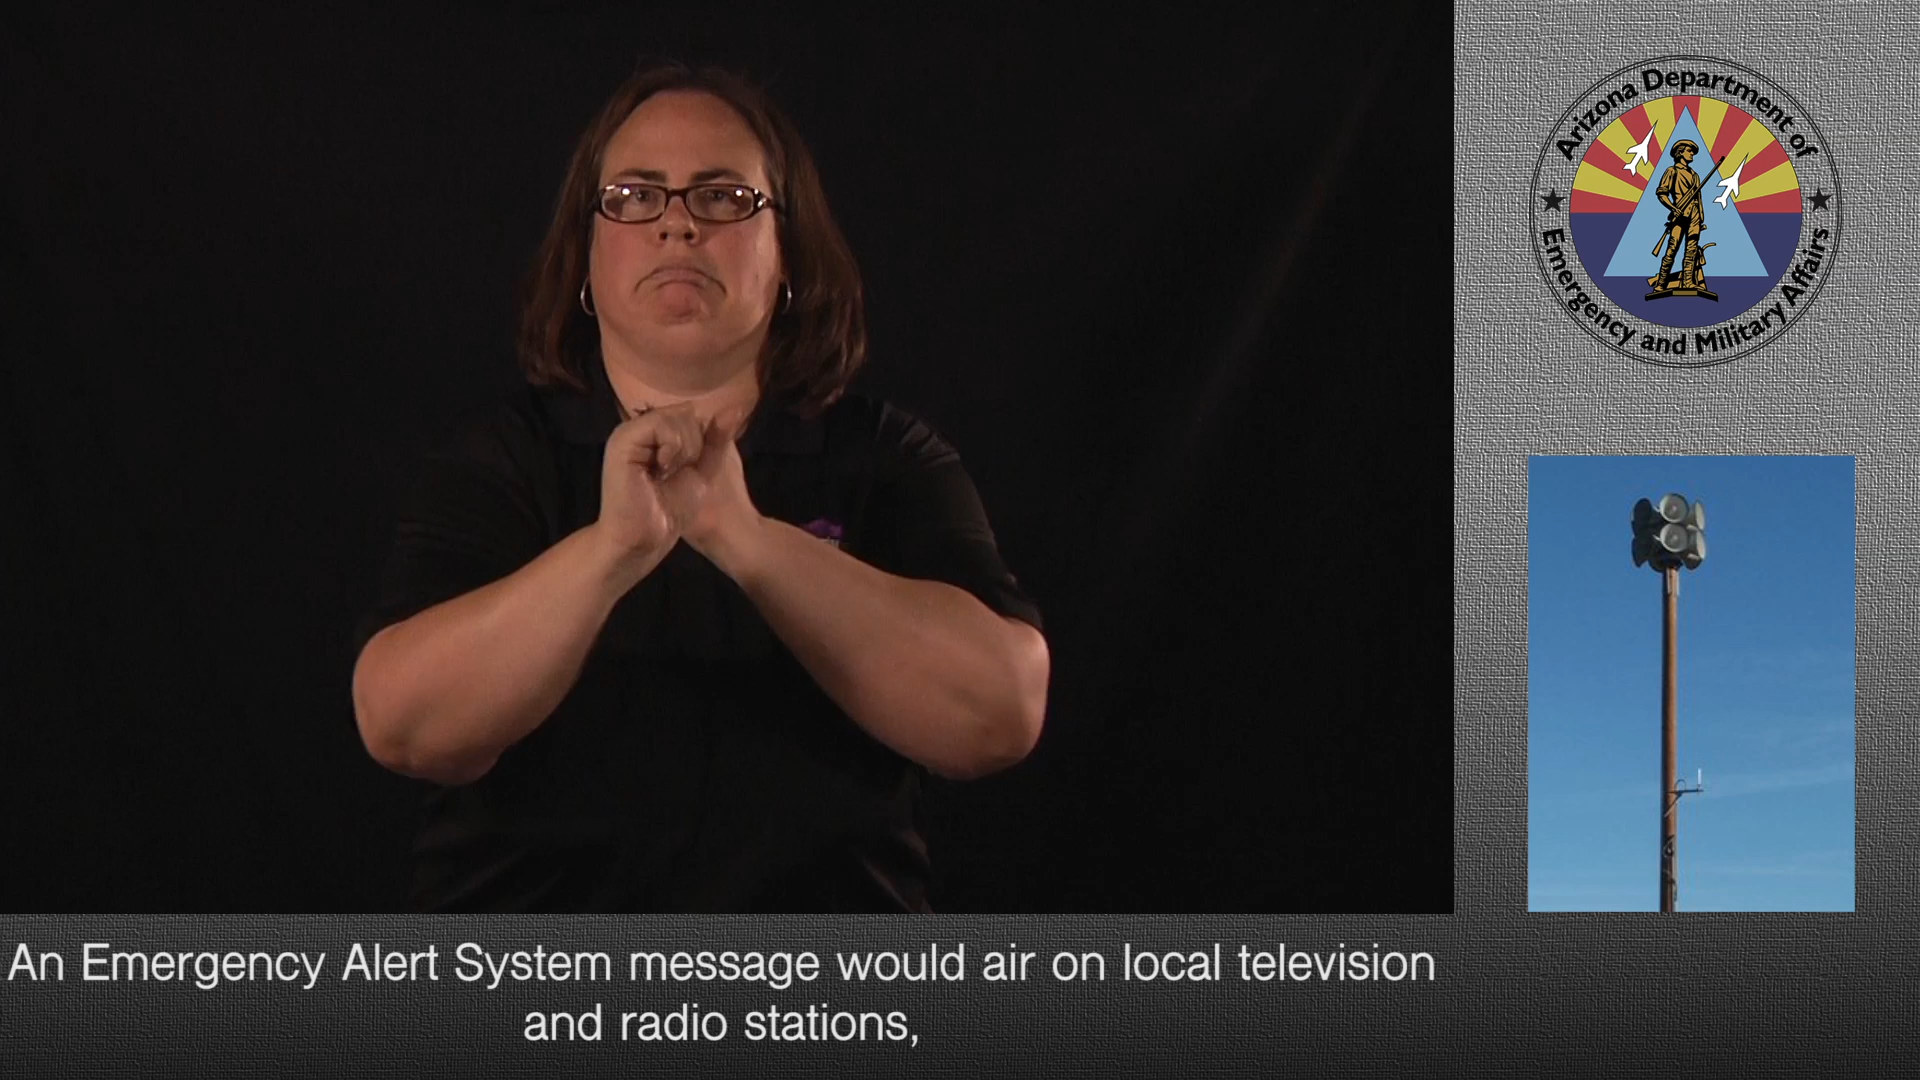 Arizona Department of
Emergency and Military Affairs
An Emergency Alert System message would air on local television
and radio stations,